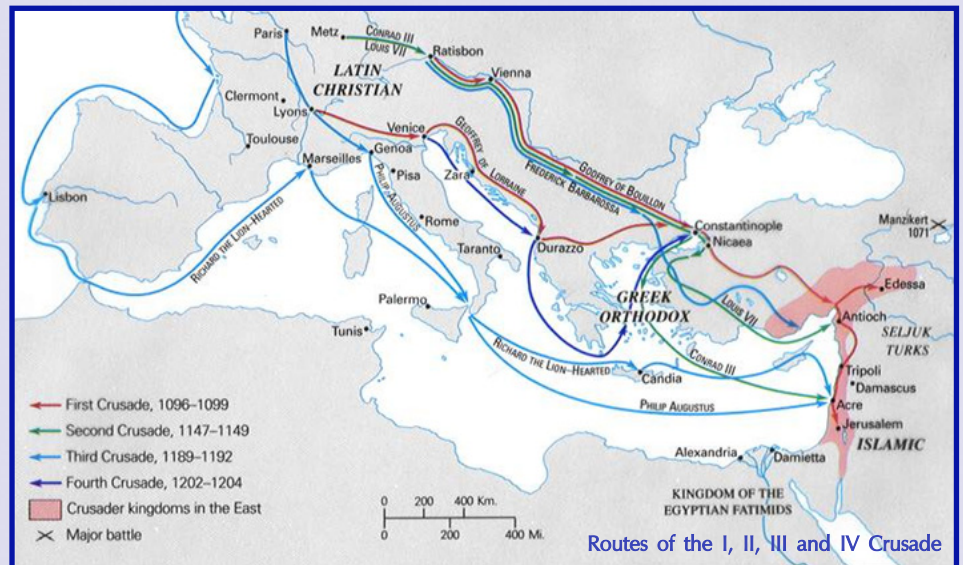 Paris
Metz
CONRAD III
LOUIS VII
Ratisbon
Vienna
LATIN
CHRISTIAN
Clermont
Lyons
Venice
Toulouse
Genoa
Marseilles
Pisa
Zara
GEOFFREY OF LORRAINE
GODFREY OF BOUILLON
FREDERICK BARBAROSSA
PHILIP AUGUSTUS
Lisbon
RICHARD THE LION-HEARTED
Rome
Taranto
Durazzo
Constantinople
Nicaea
Manzikert
1071
Edessa
GREEK
ORTHODOX
LOUIS VII
Antioch
SELJUK
TURKS
Palermo
Tunis
RICHARD THE LION-HEARTED
Candia
CONRAD III
Tripoli
Damascus
PHILIP AUGUSTUS
Acre
Jerusalem
ISLAMIC
Alexandria
Damietta
KINGDOM OF THE
EGYPTIAN FATIMIDS
First Crusade, 1096–1099
Second Crusade, 1147–1149
Third Crusade, 1189–1192
Fourth Crusade, 1202–1204
Crusader kingdoms in the East
Major battle
0 200 400 Km.
0 200 400 Mi.
Routes of the I, II, III and IV Crusade